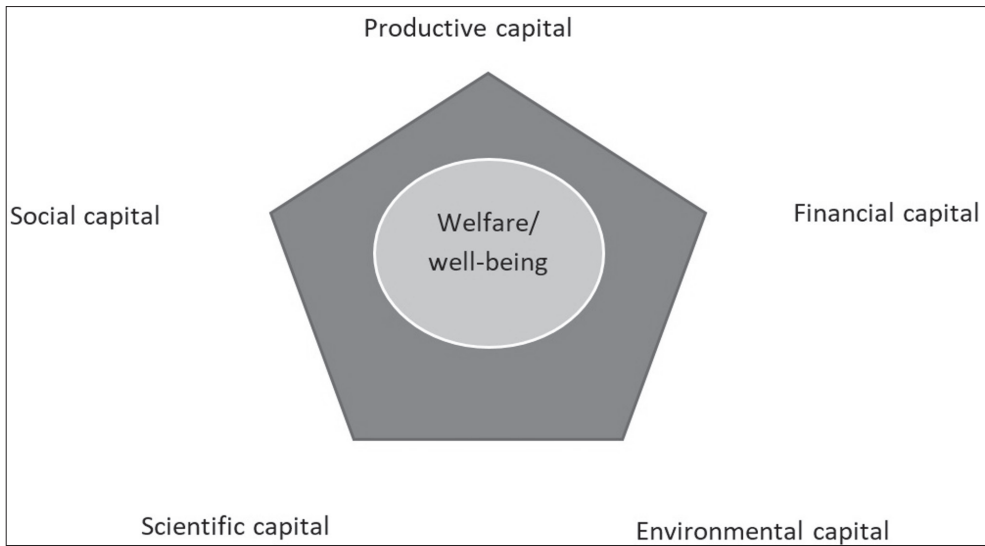 Productive capital
Social capital
Financial capital
Welfare/
well-being
Scientific capital
Environmental capital